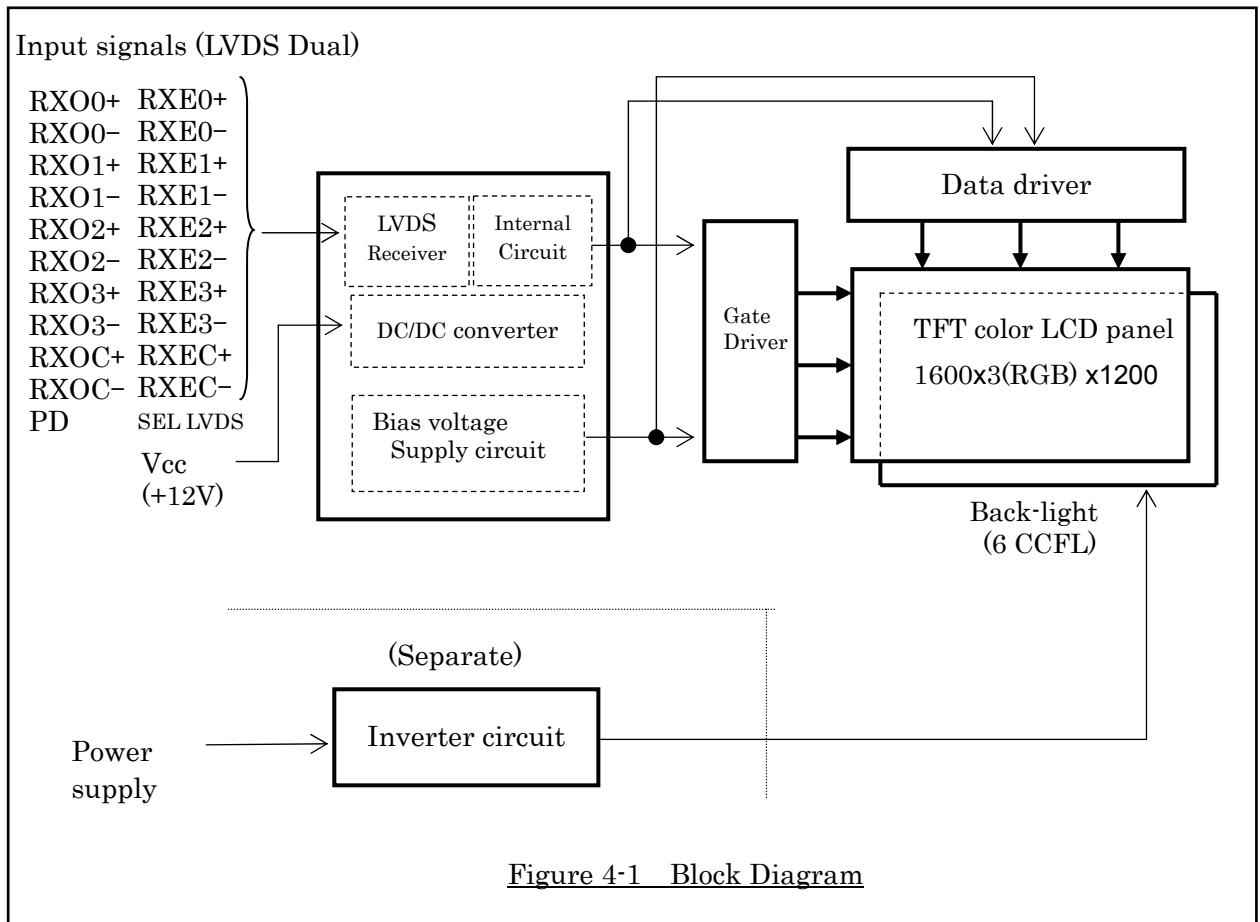 Input signals (LVDS Dual)
RXO0+ RXE0+
RXO0− RXE0−
RXO1+ RXE1+
RXO1− RXE1−
RXO2+ RXE2+
RXO2− RXE2−
RXO3+ RXE3+
RXO3− RXE3−
RXOC+ RXEC+
RXOC− RXEC−
PD SEL LVDS
Vcc
(+12V)
LVDS
Receiver
Internal
Circuit
DC/DC converter
Bias voltage
Supply circuit
Gate
Driver
Data driver
TFT color LCD panel
1600x3(RGB) x1200
Back-light
(6 CCFL)
(Separate)
Inverter circuit
Power
supply
Figure 4-1 Block Diagram